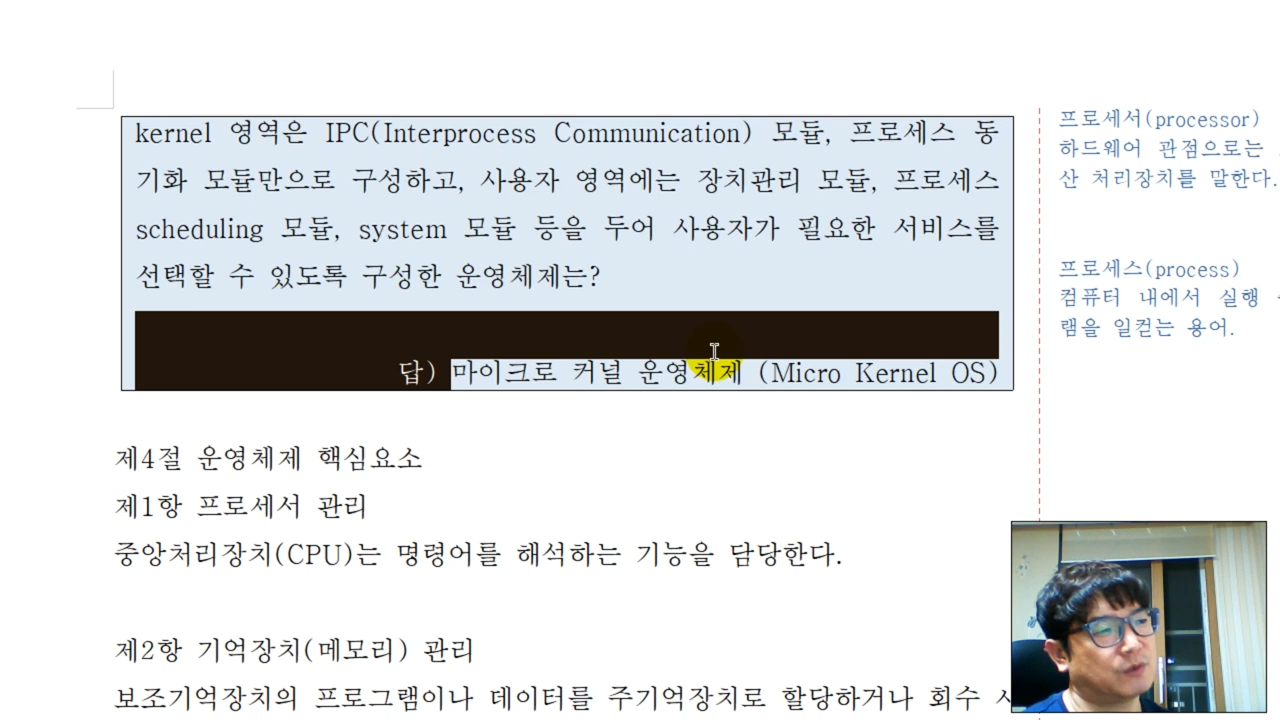 kernel 영역은 IPC(Interprocess Communication) 모듈, 프로세스 동
기화 모듈만으로 구성하고, 사용자 영역에는 장치관리 모듈, 프로세스
scheduling 모듈, system 모듈 등을 두어 사용자가 필요한 서비스를
선택할 수 있도록 구성한 운영체제는?
답) 마이크로 커널 운영체제 (Micro Kernel OS)
제4절 운영체제 핵심요소
제1항 프로세서 관리
중앙처리장치(CPU)는 명령어를 해석하는 기능을 담당한다.
제2항 기억장치(메모리) 관리
보조기억장치의 프로그램이나 데이터를 주기억장치로 할당하거나 회수
프로세서(processor)
하드웨어 관점으로는
산 처리장치를 말한다.
프로세스(process)
컴퓨터 내에서 실행
램을 일컫는 용어.